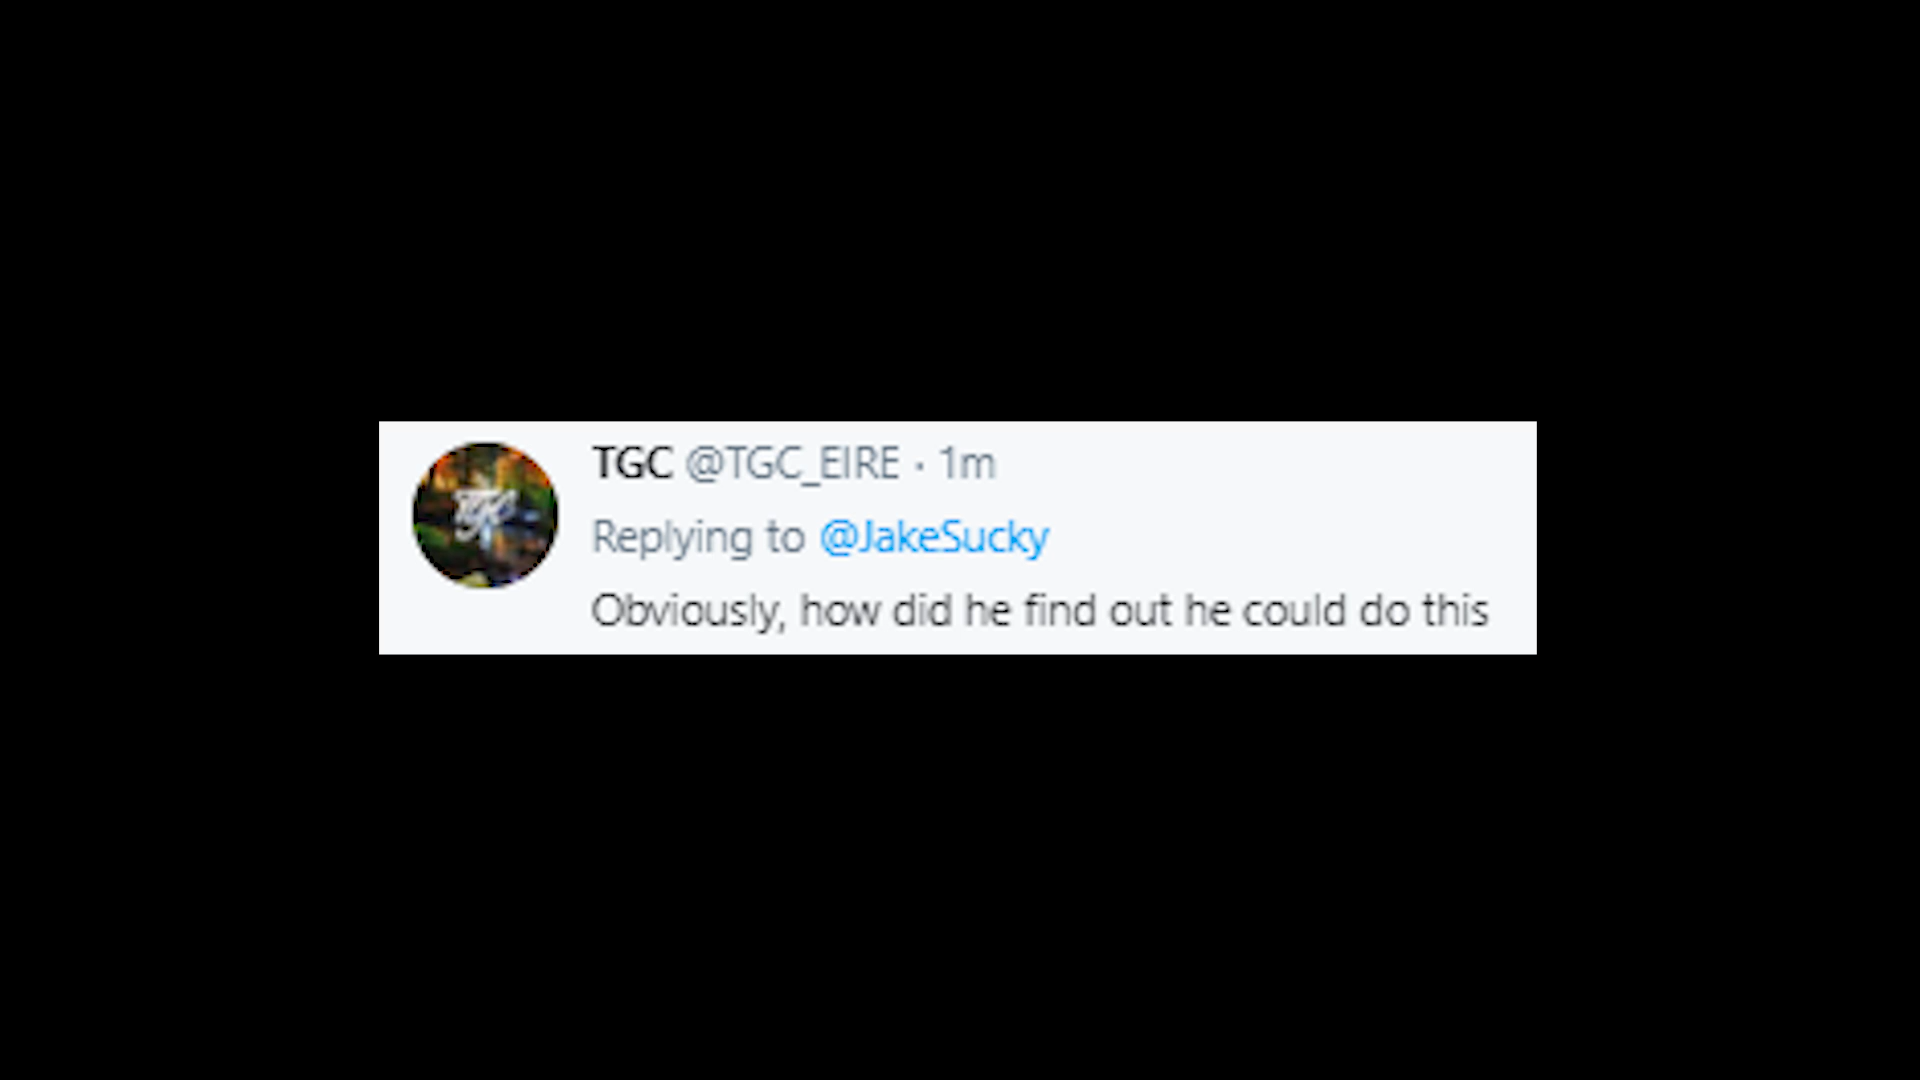 TGC @TGC_EIRE · 1m
Replying to @JakeSucky
Obviously, how did he find out he could do this